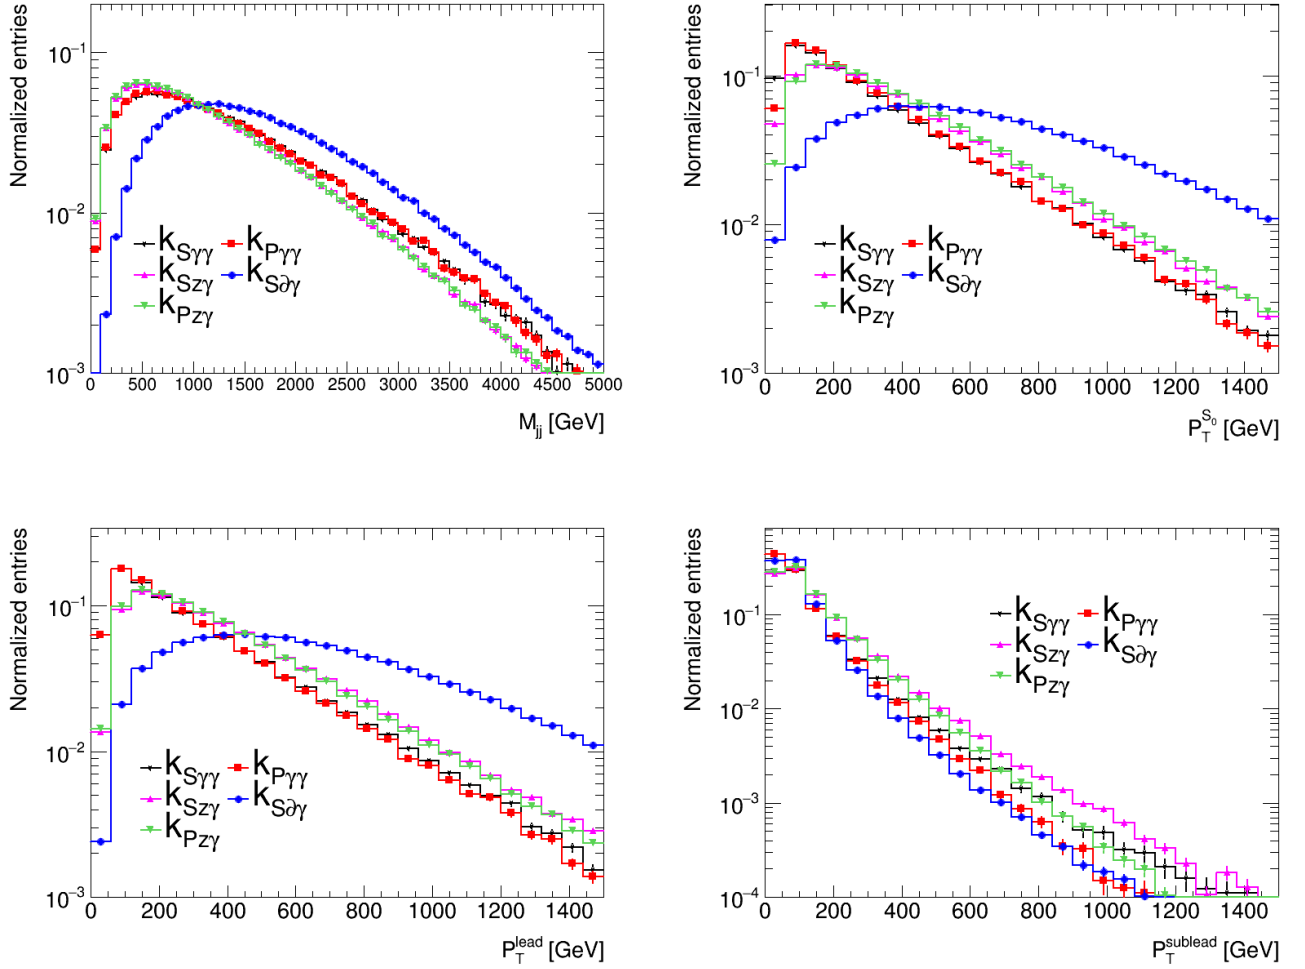 Normalized entries
10⁻¹
10⁻²
10⁻³
k_Sγγ k_Pγγ
k_Szγ k_S∂γ
k_Pzγ
0 500 1000 1500 2000 2500 3000 3500 4000 4500 5000
M_jj [GeV]
Normalized entries
10⁻¹
10⁻²
10⁻³
k_Sγγ k_Pγγ
k_Szγ k_S∂γ
k_Pzγ
0 200 400 600 800 1000 1200 1400
P_T^S₀ [GeV]
Normalized entries
10⁻¹
10⁻²
10⁻³
k_Sγγ k_Pγγ
k_Szγ k_S∂γ
k_Pzγ
0 200 400 600 800 1000 1200 1400
P_T^lead [GeV]
Normalized entries
10⁻¹
10⁻²
10⁻³
10⁻⁴
k_Sγγ k_Pγγ
k_Szγ k_S∂γ
k_Pzγ
0 200 400 600 800 1000 1200 1400
P_T^sublead [GeV]